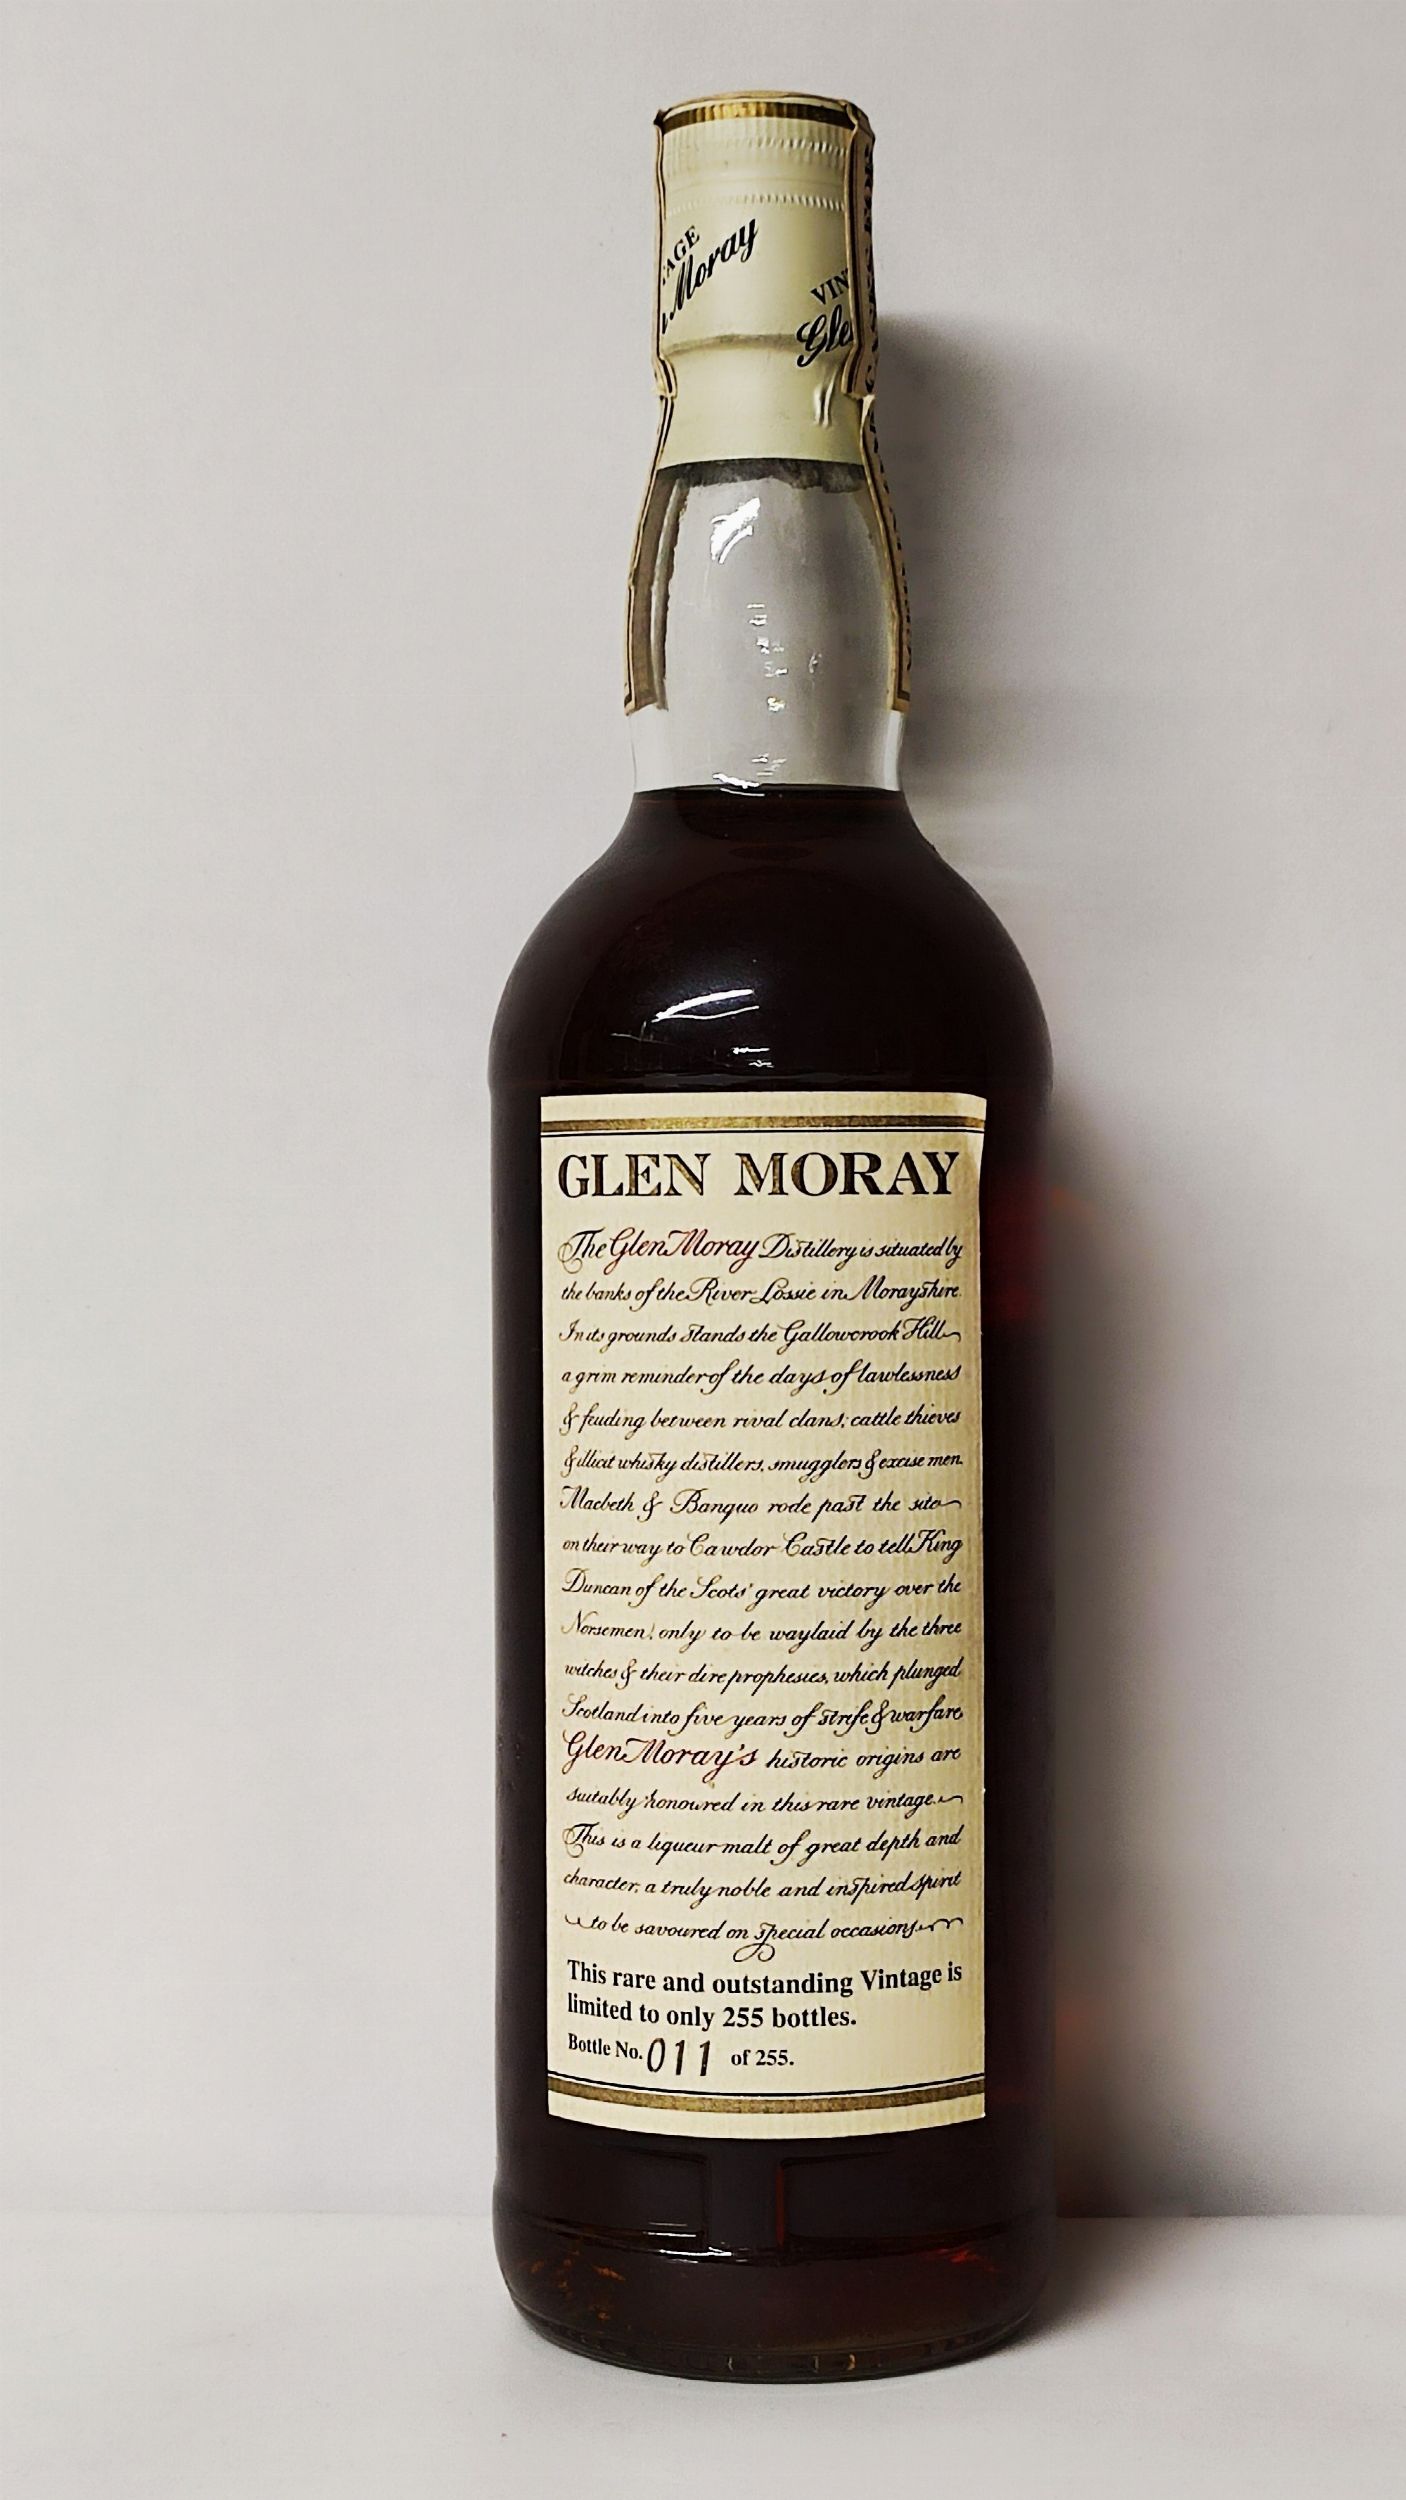 AGE
Moray
VIN
Gle
GLEN MORAY
The Glen Moray Distillery is situated by
the banks of the River Lossie in Morayshire.
In its grounds stands the Gallowcrook Hill
a grim reminder of the days of lawlessness
& feuding between rival clans; cattle thieves
& illicit whisky distillers, smugglers & excise men.
Macbeth & Banquo rode past the site
on their way to Cawdor Castle to tell King
Duncan of the Scots' great victory over the
Norsemen, only to be waylaid by the three
witches & their dire prophesies, which plunged
Scotland into five years of strife & warfare
Glen Moray's historic origins are
suitably honoured in this rare vintage.
This is a liqueur malt of great depth and
character, a truly noble and inspired spirit
to be savoured on special occasions.
This rare and outstanding Vintage is
limited to only 255 bottles.
Bottle No. 011 of 255.